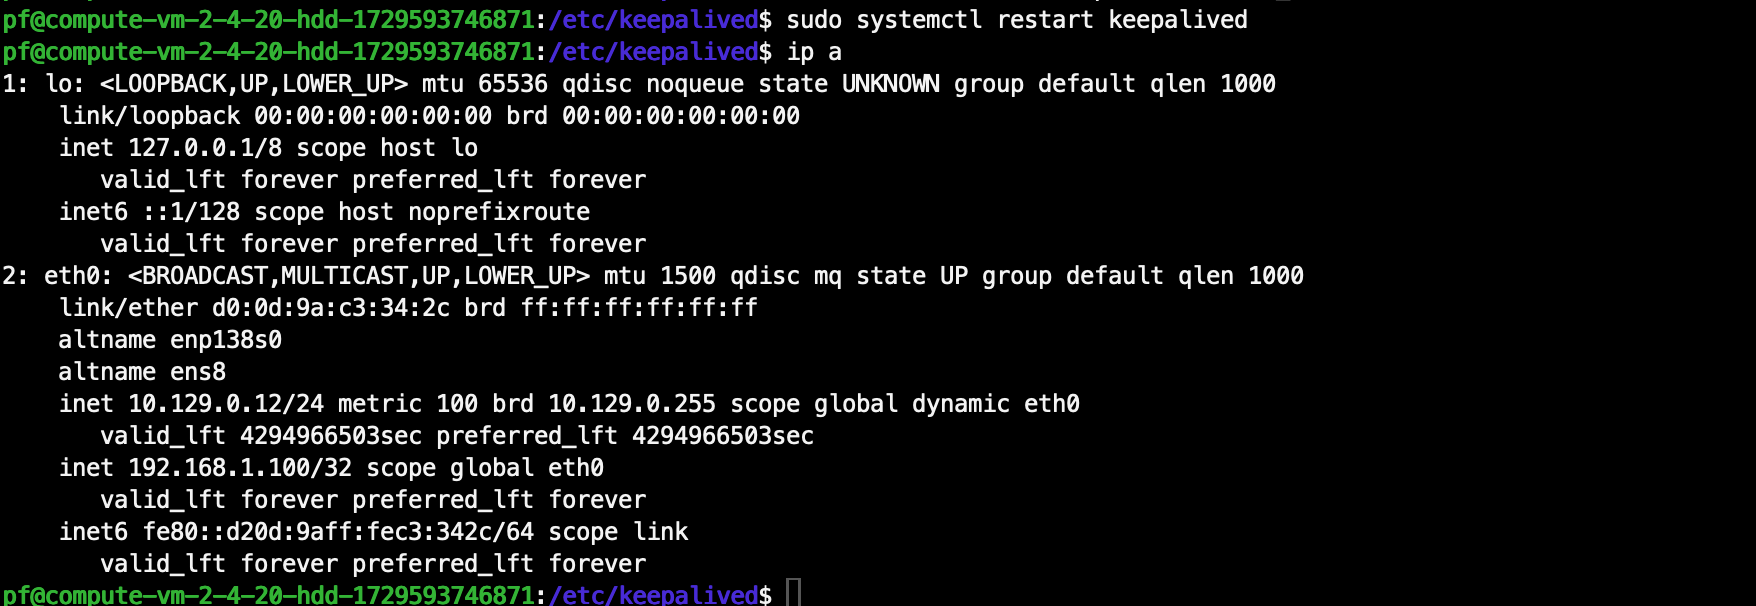 pf@compute-vm-2-4-20-hdd-1729593746871:/etc/keepalived$ sudo systemctl restart keepalived
pf@compute-vm-2-4-20-hdd-1729593746871:/etc/keepalived$ ip a
1: lo: <LOOPBACK,UP,LOWER_UP> mtu 65536 qdisc noqueue state UNKNOWN group default qlen 1000
    link/loopback 00:00:00:00:00:00 brd 00:00:00:00:00:00
    inet 127.0.0.1/8 scope host lo
       valid_lft forever preferred_lft forever
    inet6 ::1/128 scope host noprefixroute
       valid_lft forever preferred_lft forever
2: eth0: <BROADCAST,MULTICAST,UP,LOWER_UP> mtu 1500 qdisc mq state UP group default qlen 1000
    link/ether d0:0d:9a:c3:34:2c brd ff:ff:ff:ff:ff:ff
    altname enp138s0
    altname ens8
    inet 10.129.0.12/24 metric 100 brd 10.129.0.255 scope global dynamic eth0
       valid_lft 4294966503sec preferred_lft 4294966503sec
    inet 192.168.1.100/32 scope global eth0
       valid_lft forever preferred_lft forever
    inet6 fe80::d20d:9aff:fec3:342c/64 scope link
       valid_lft forever preferred_lft forever
pf@compute-vm-2-4-20-hdd-1729593746871:/etc/keepalived$